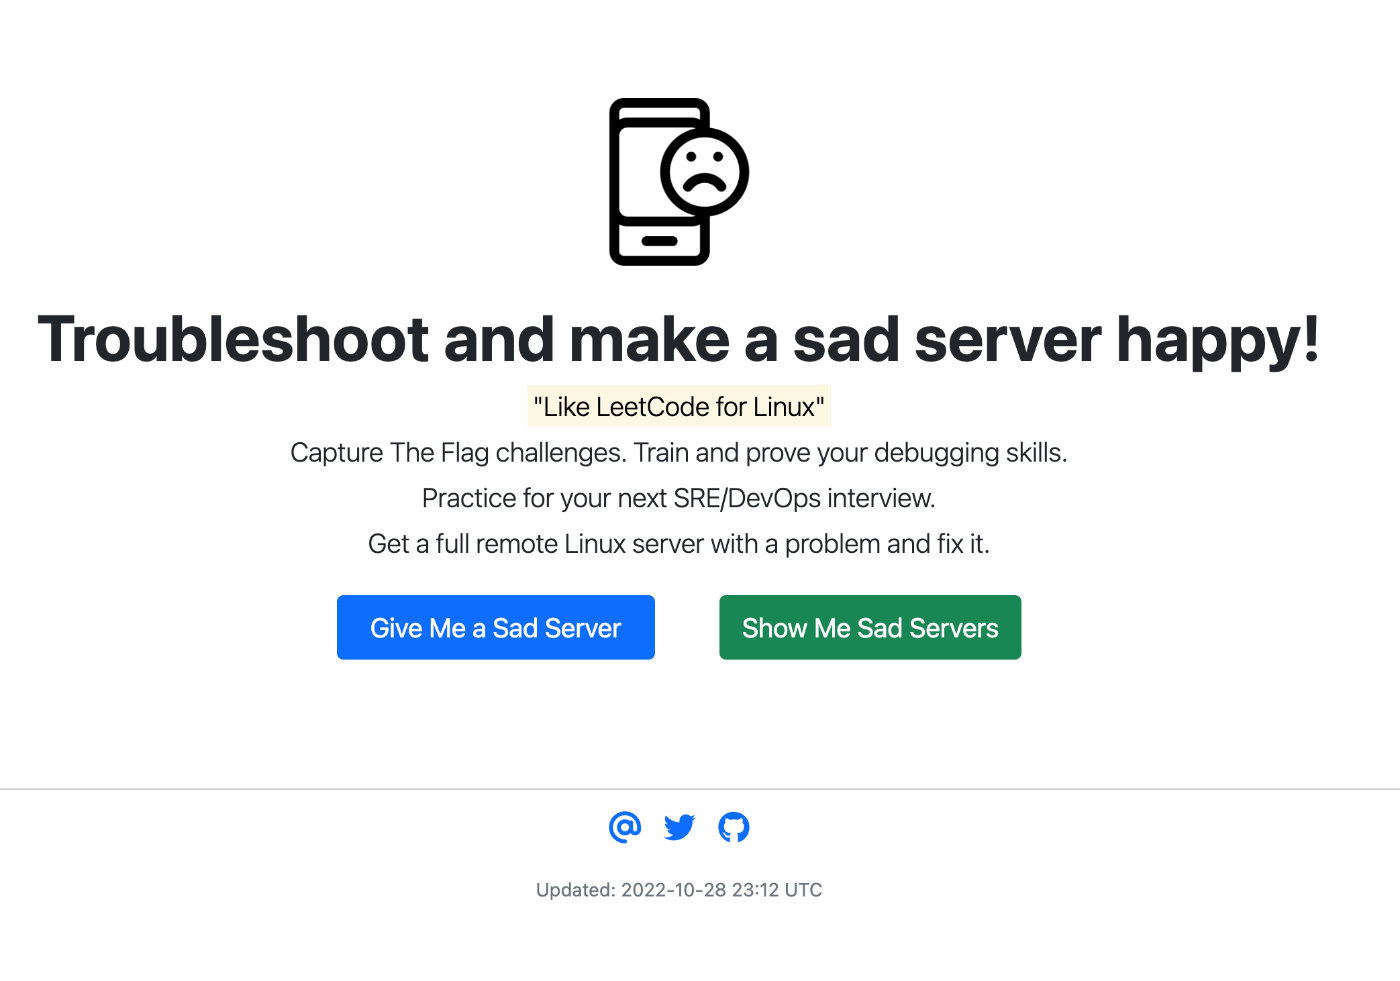 Troubleshoot and make a sad server happy!
"Like LeetCode for Linux"
Capture The Flag challenges. Train and prove your debugging skills.
Practice for your next SRE/DevOps interview.
Get a full remote Linux server with a problem and fix it.
Give Me a Sad Server
Show Me Sad Servers
Updated: 2022-10-28 23:12 UTC